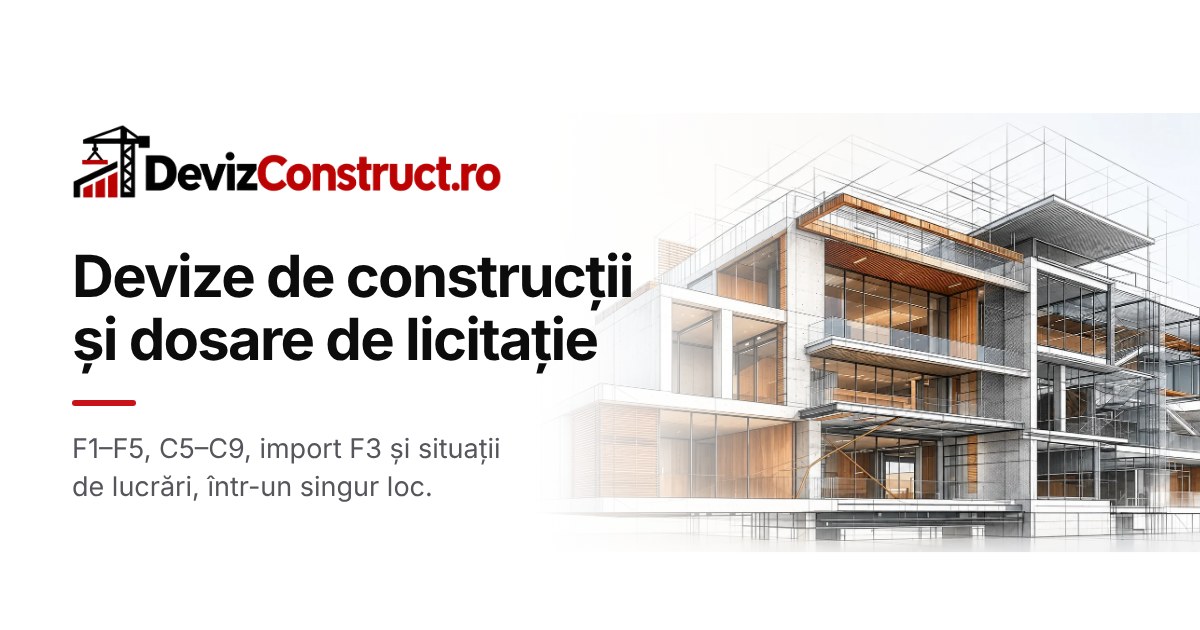 DevizConstruct.ro
Devize de construcții
și dosare de licitație
F1–F5, C5–C9, import F3 și situații
de lucrări, într-un singur loc.